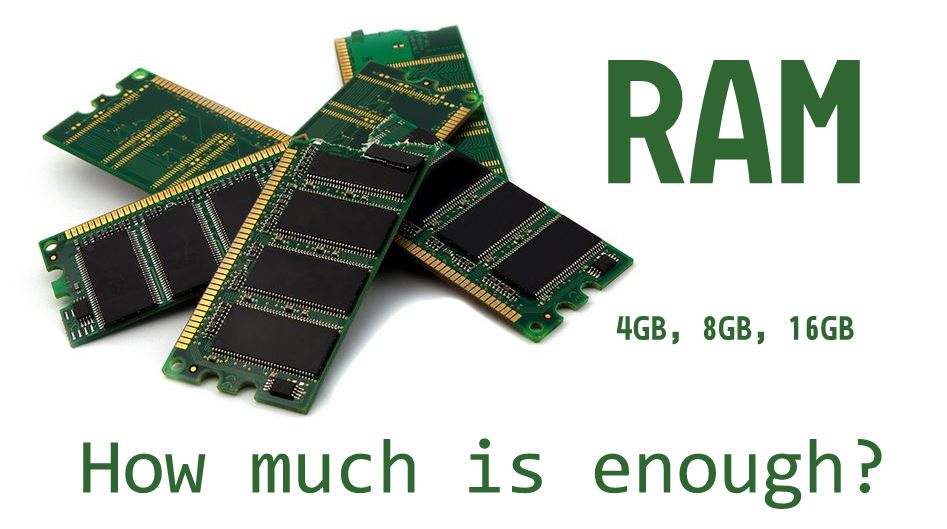 RAM
4GB, 8GB, 16GB
How much is enough?